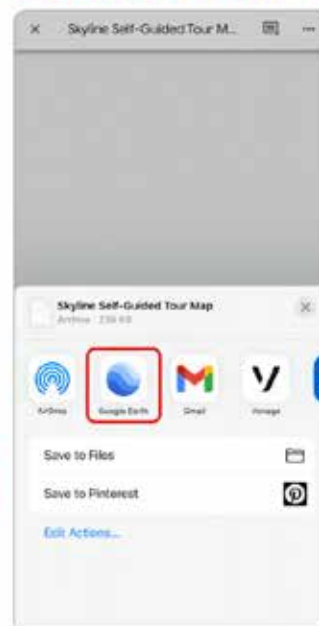 Skyline Self-Guided Tour M...
Skyline Self-Guided Tour Map
Archive
AirDrop
Google Earth
Gmail
Vonage
Save to Files
Save to Pinterest
Edit Actions...